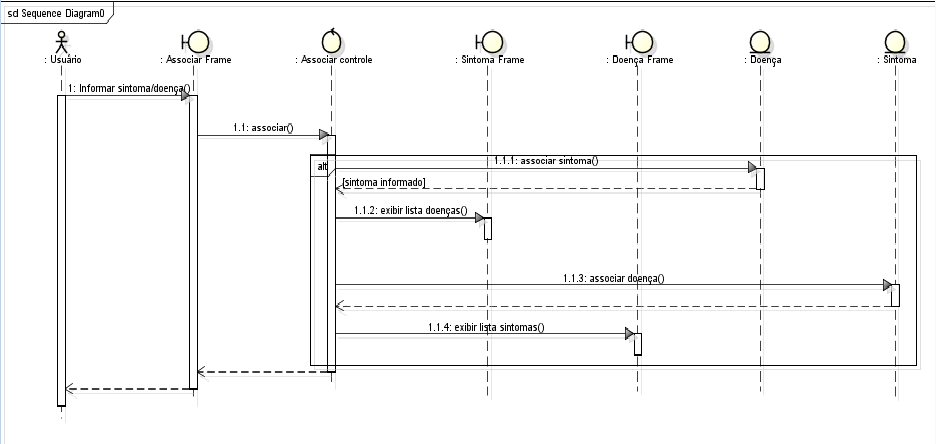 sd Sequence Diagram0
: Usuário
: Associar Frame
: Associar controle
: Sintoma Frame
: Doença Frame
: Doença
: Sintoma
1: Informar sintoma/doença()
1.1: associar()
alt
1.1.1: associar sintoma()
[sintoma informado]
1.1.2: exibir lista doenças()
1.1.3: associar doença()
1.1.4: exibir lista sintomas()